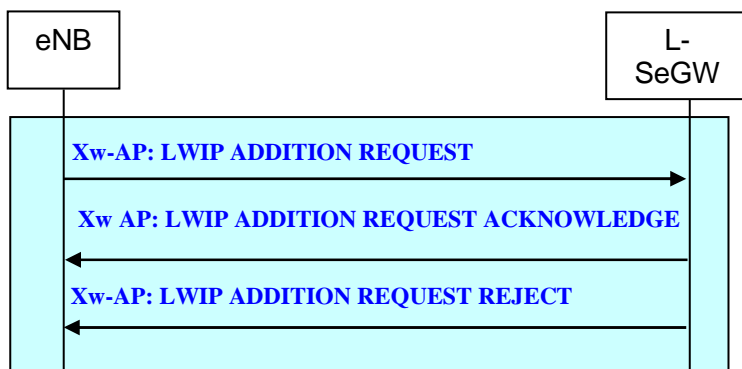 eNB
L-
SeGW
Xw-AP: LWIP ADDITION REQUEST
Xw AP: LWIP ADDITION REQUEST ACKNOWLEDGE
Xw-AP: LWIP ADDITION REQUEST REJECT